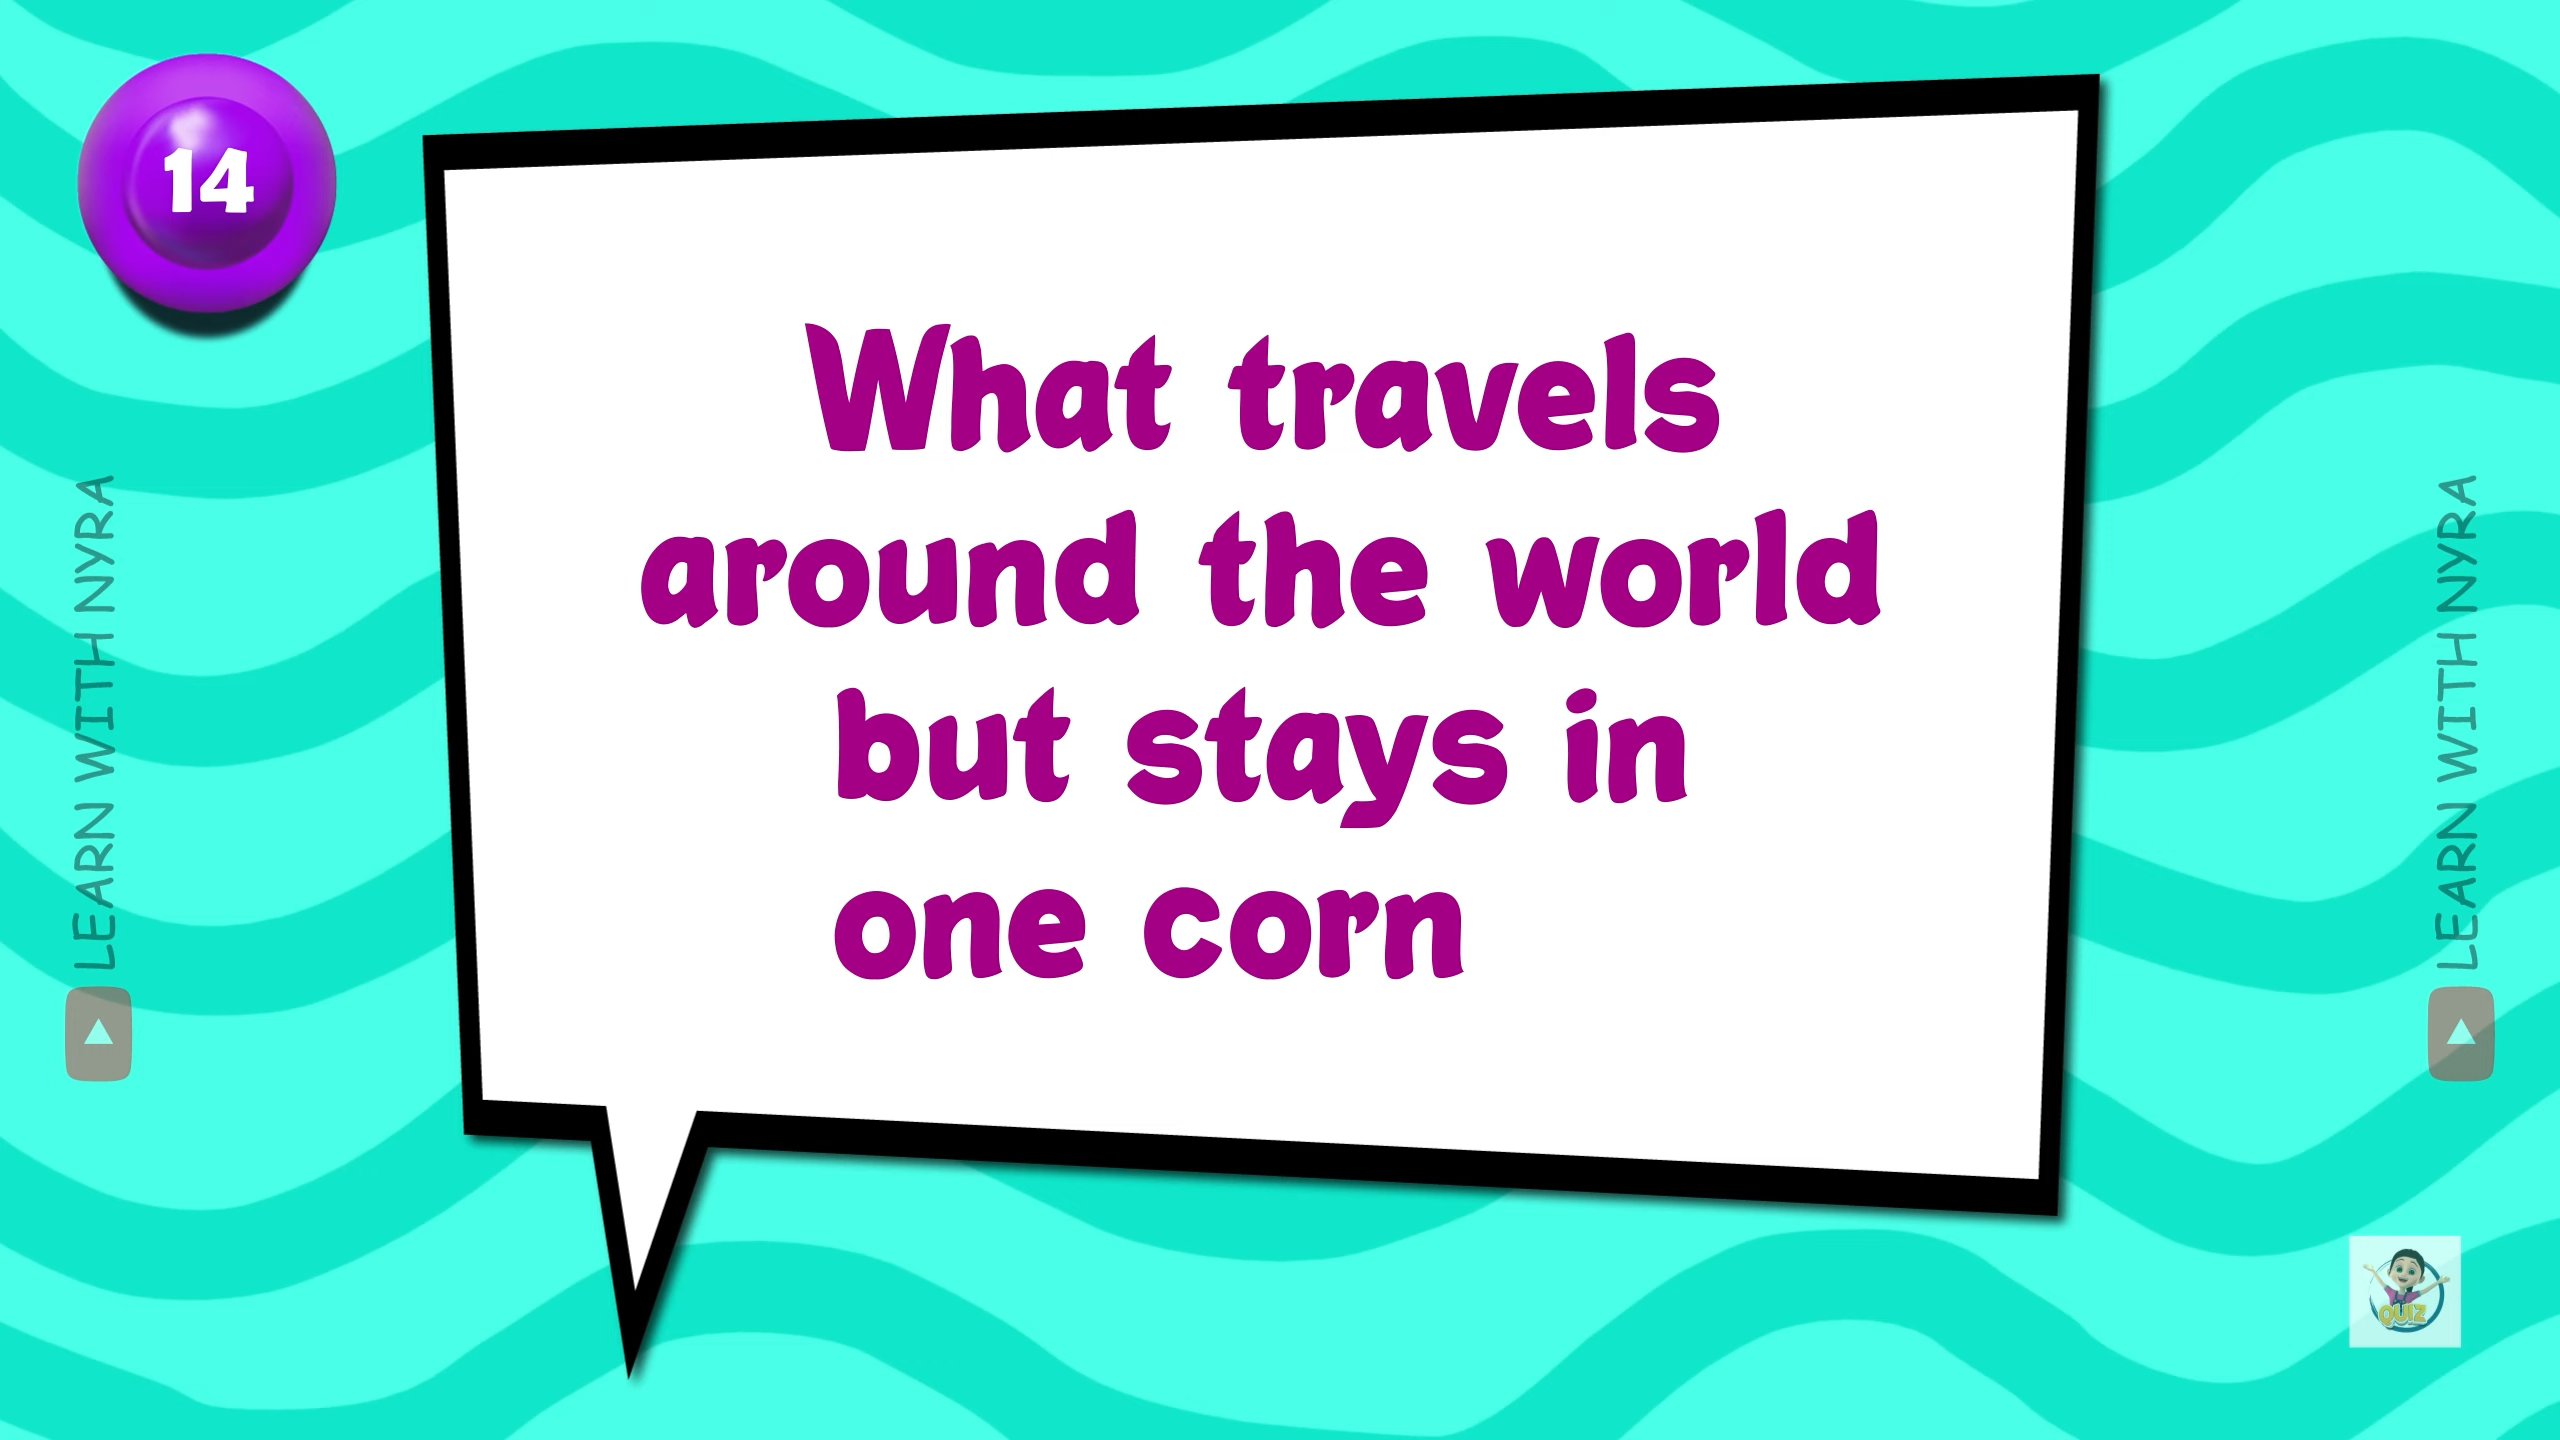 14
What travels
around the world
but stays in
one corn
LEARN WITH NYRA
LEARN WITH NYRA
QUIZ